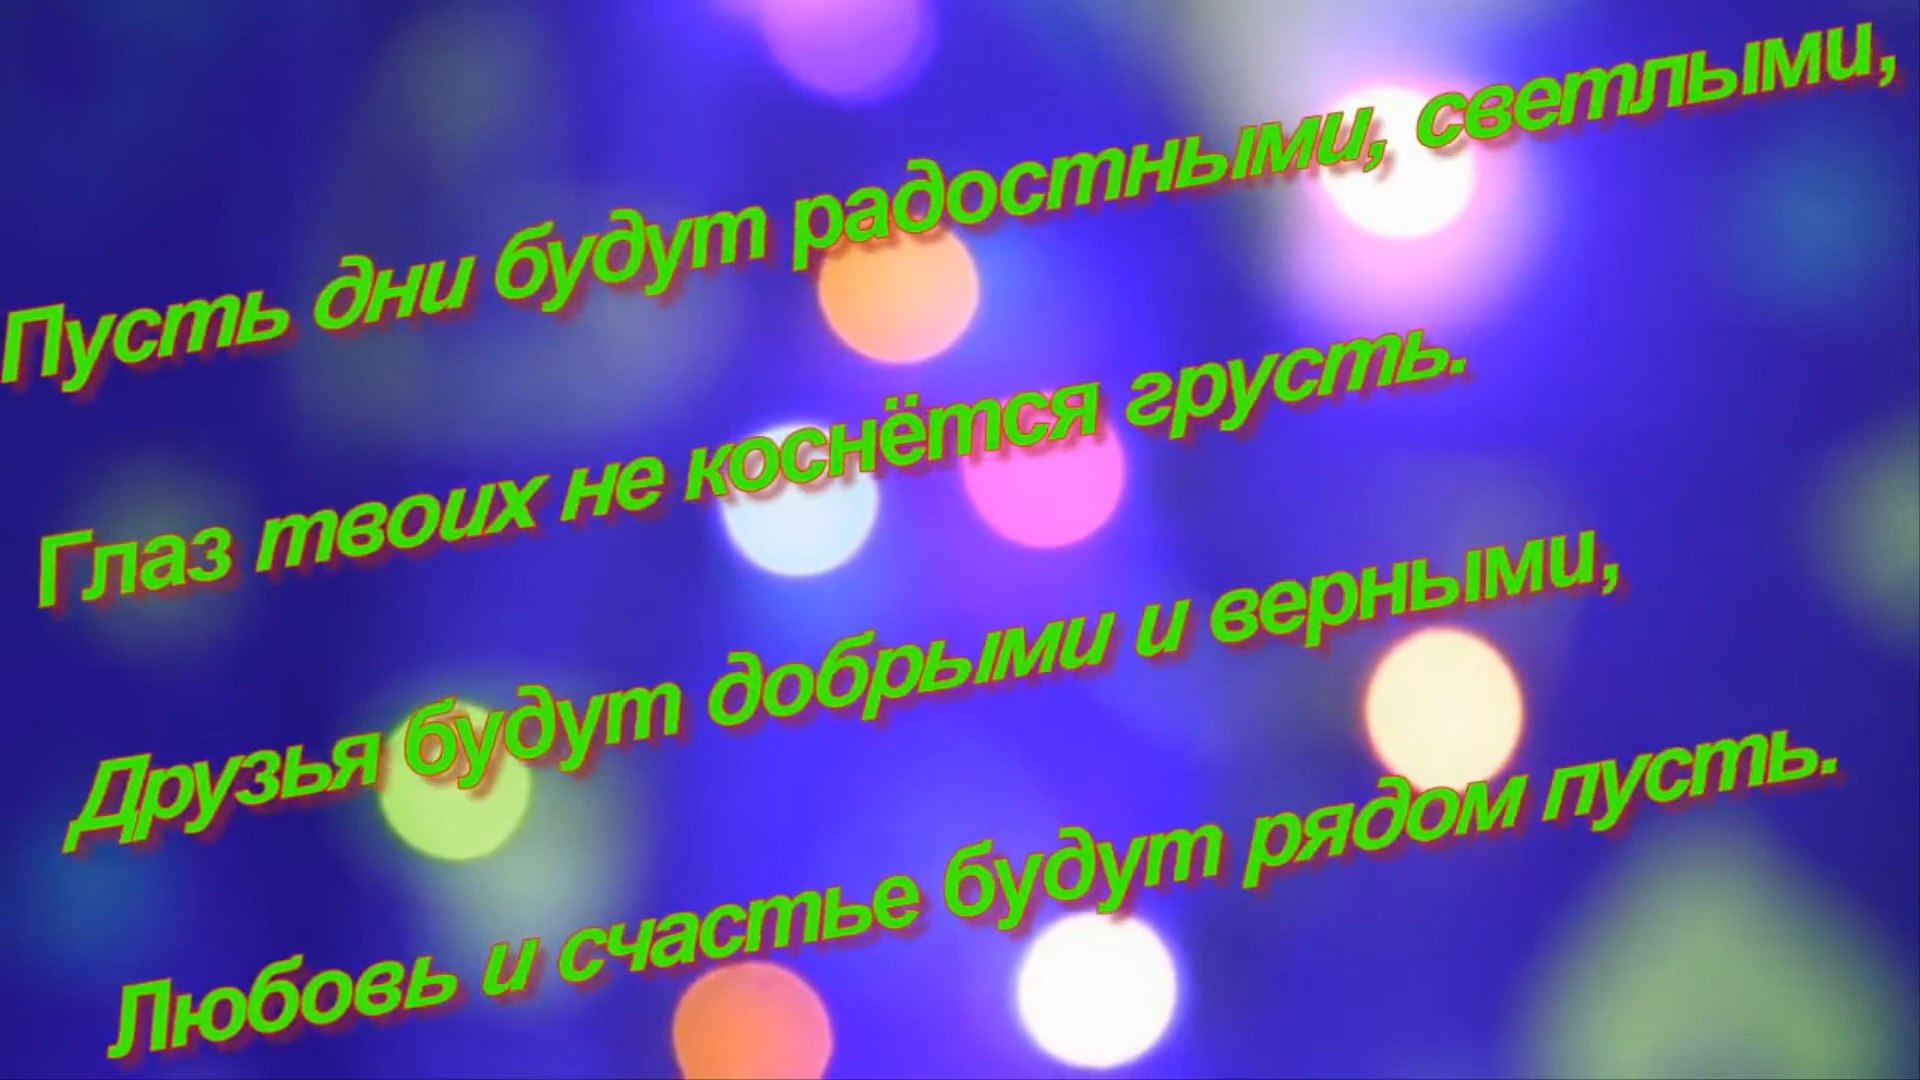 Пусть дни будут радостными, светлыми,
Глаз твоих не коснётся грусть.
Друзья будут добрыми и верными,
Любовь и счастье будут рядом пусть.